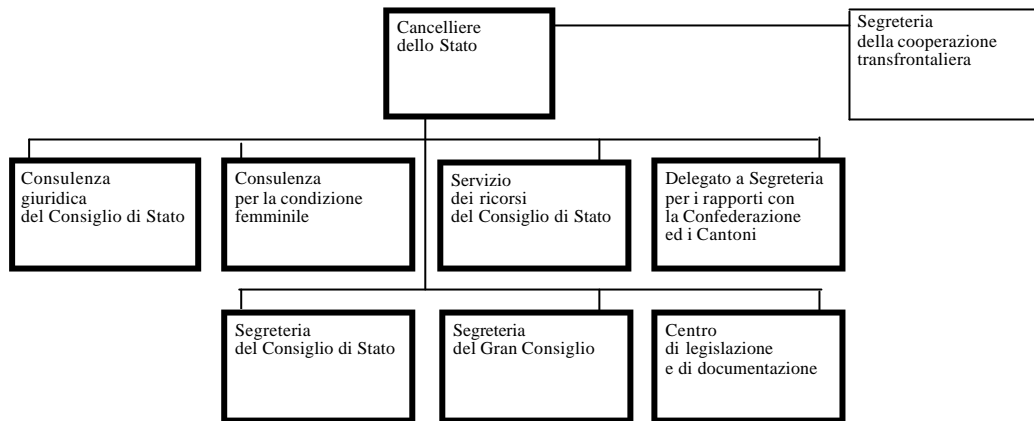 Cancelliere
dello Stato
Segreteria
della cooperazione
transfrontaliera
Consulenza
giuridica
del Consiglio di Stato
Consulenza
per la condizione
femminile
Servizio
dei ricorsi
del Consiglio di Stato
Delegato a Segreteria
per i rapporti con
la Confederazione
ed i Cantoni
Segreteria
del Consiglio di Stato
Segreteria
del Gran Consiglio
Centro
di legislazione
e di documentazione